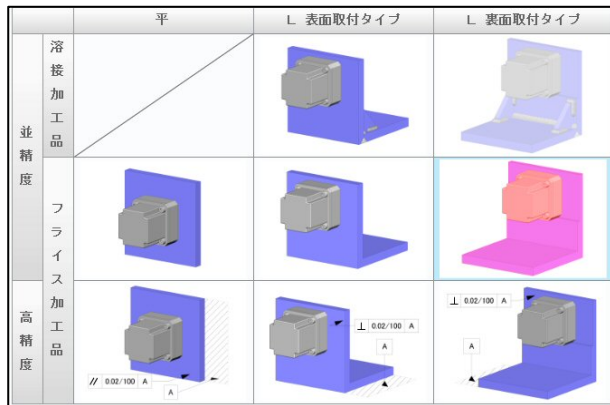 平
L 表面取付タイプ
L 裏面取付タイプ
並精度
溶接加工品
フライス加工品
高精度
// 0.02/100 A
A
⊥ 0.02/100 A
A
⊥ 0.02/100 A
A